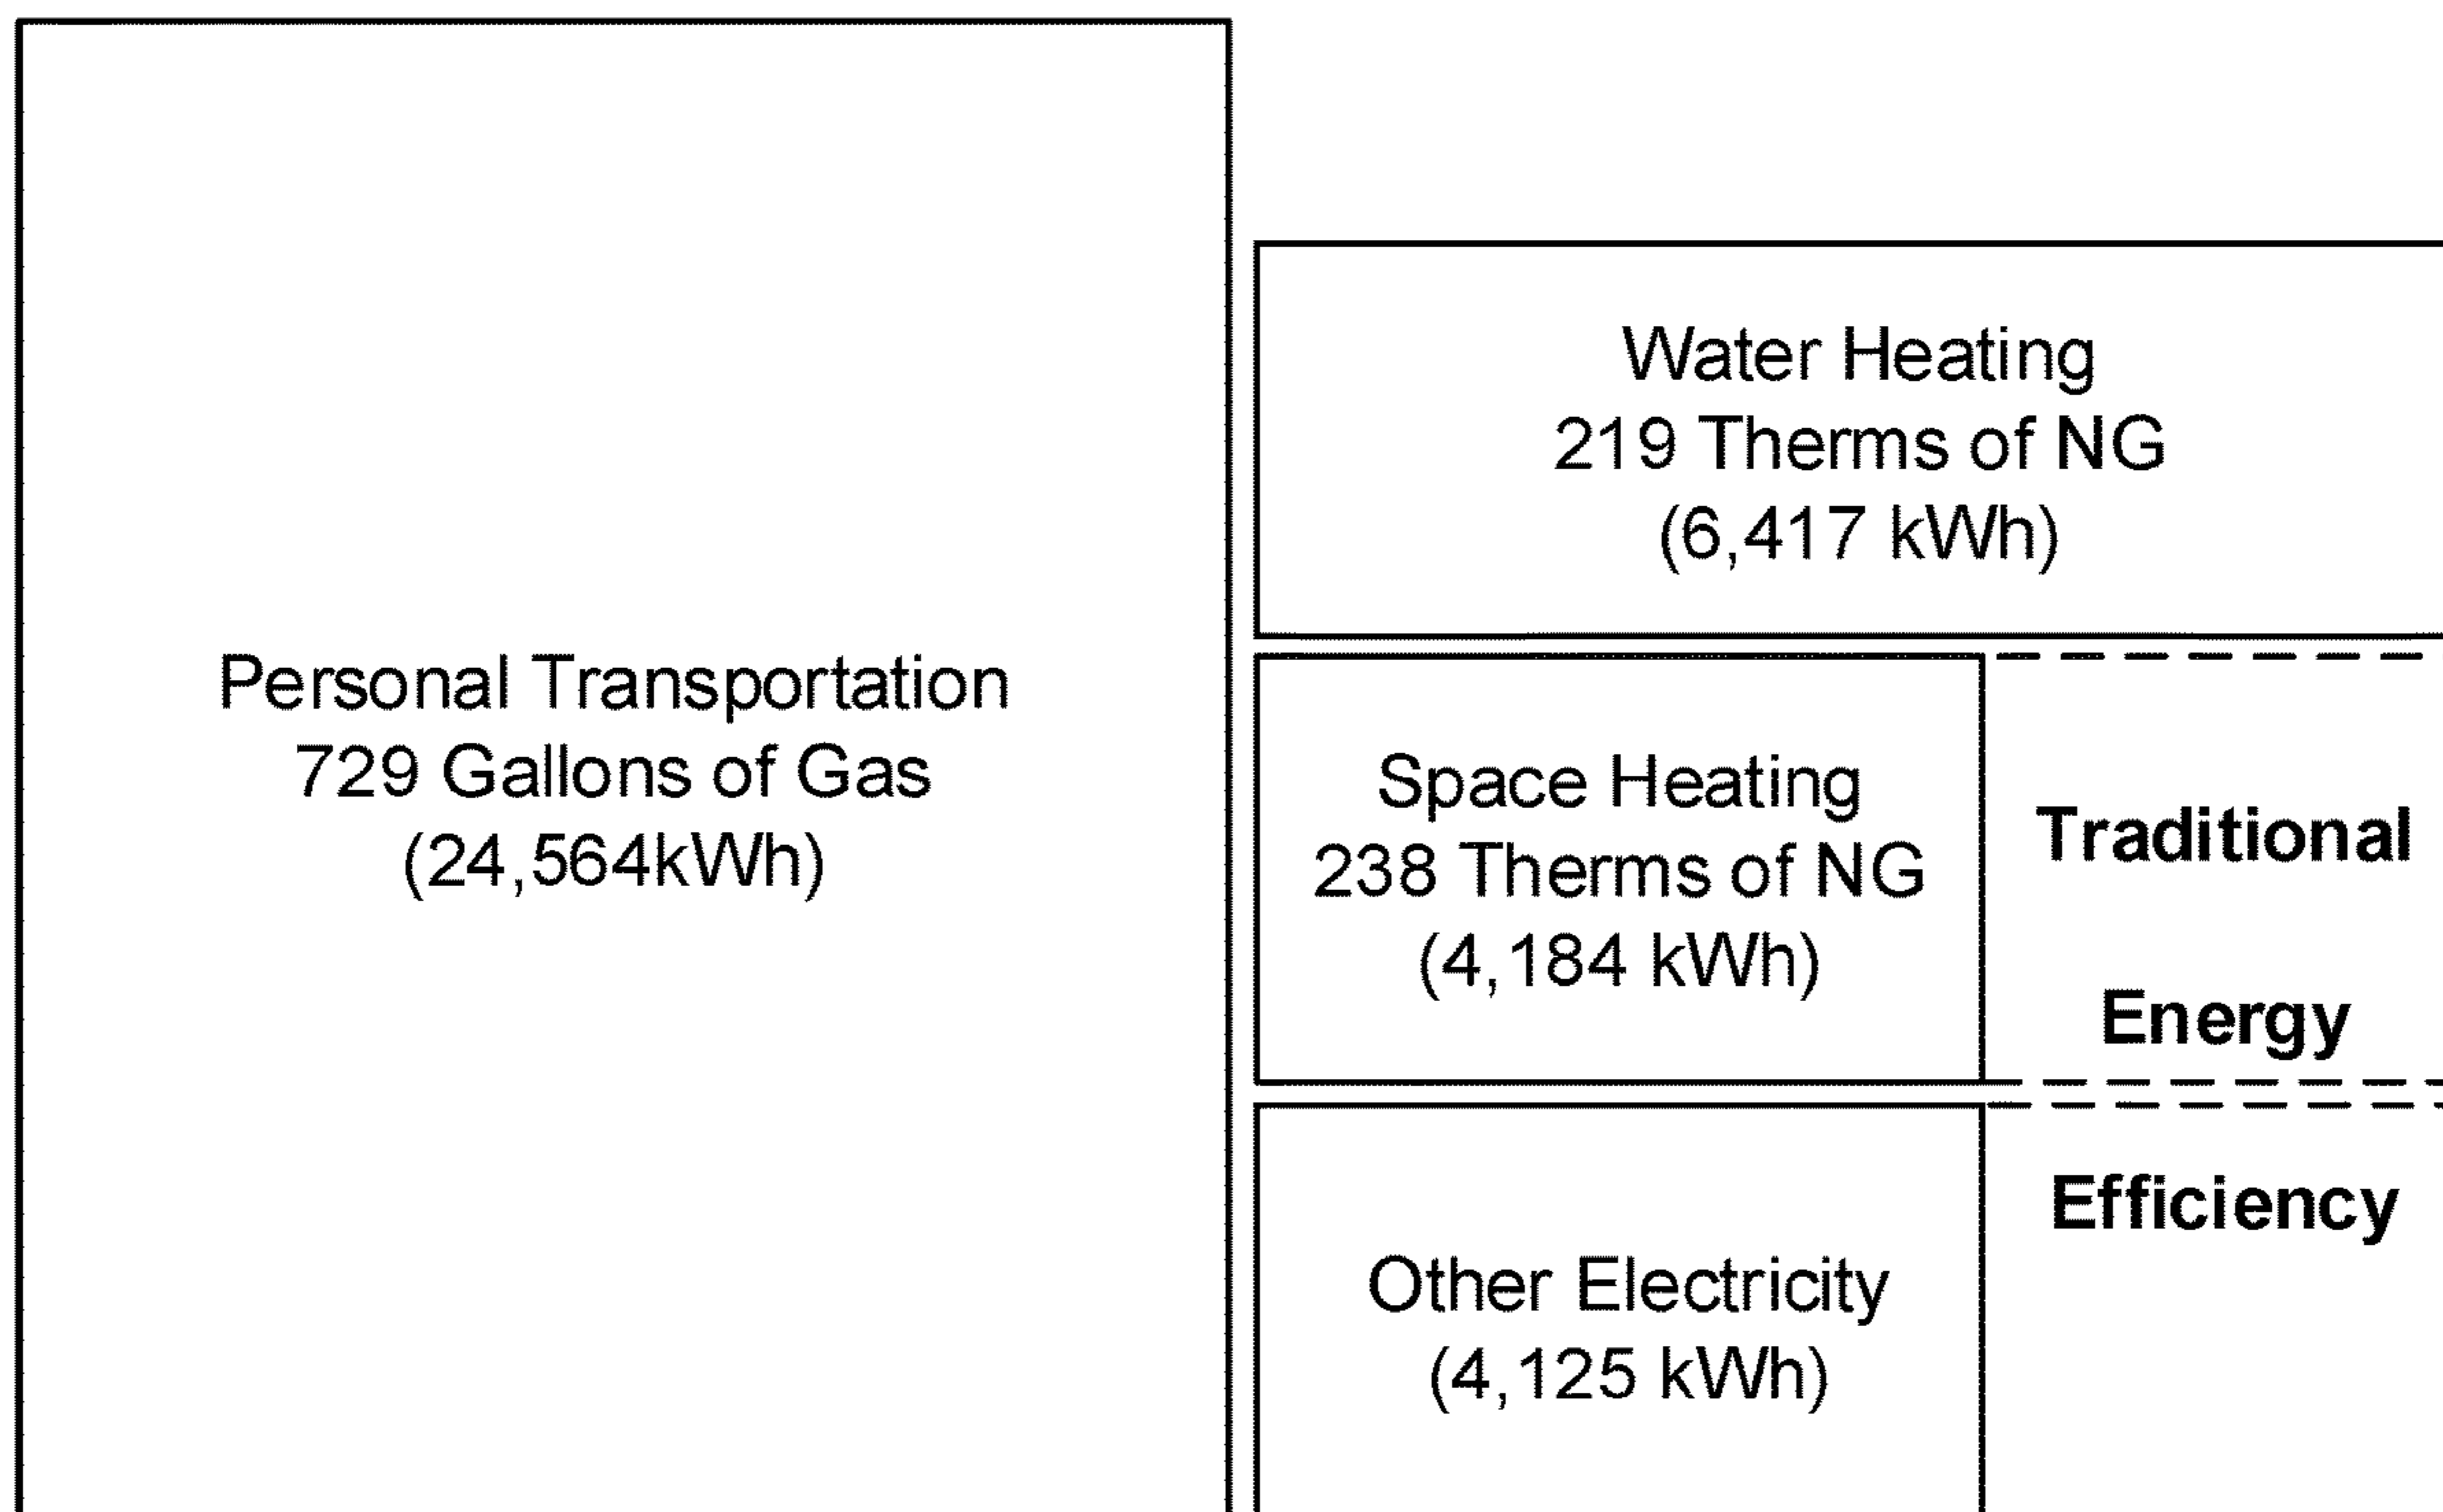 Personal Transportation
729 Gallons of Gas
(24,564kWh)
Water Heating
219 Therms of NG
(6,417 kWh)
Space Heating
238 Therms of NG
(4,184 kWh)
Traditional
Energy
Efficiency
Other Electricity
(4,125 kWh)